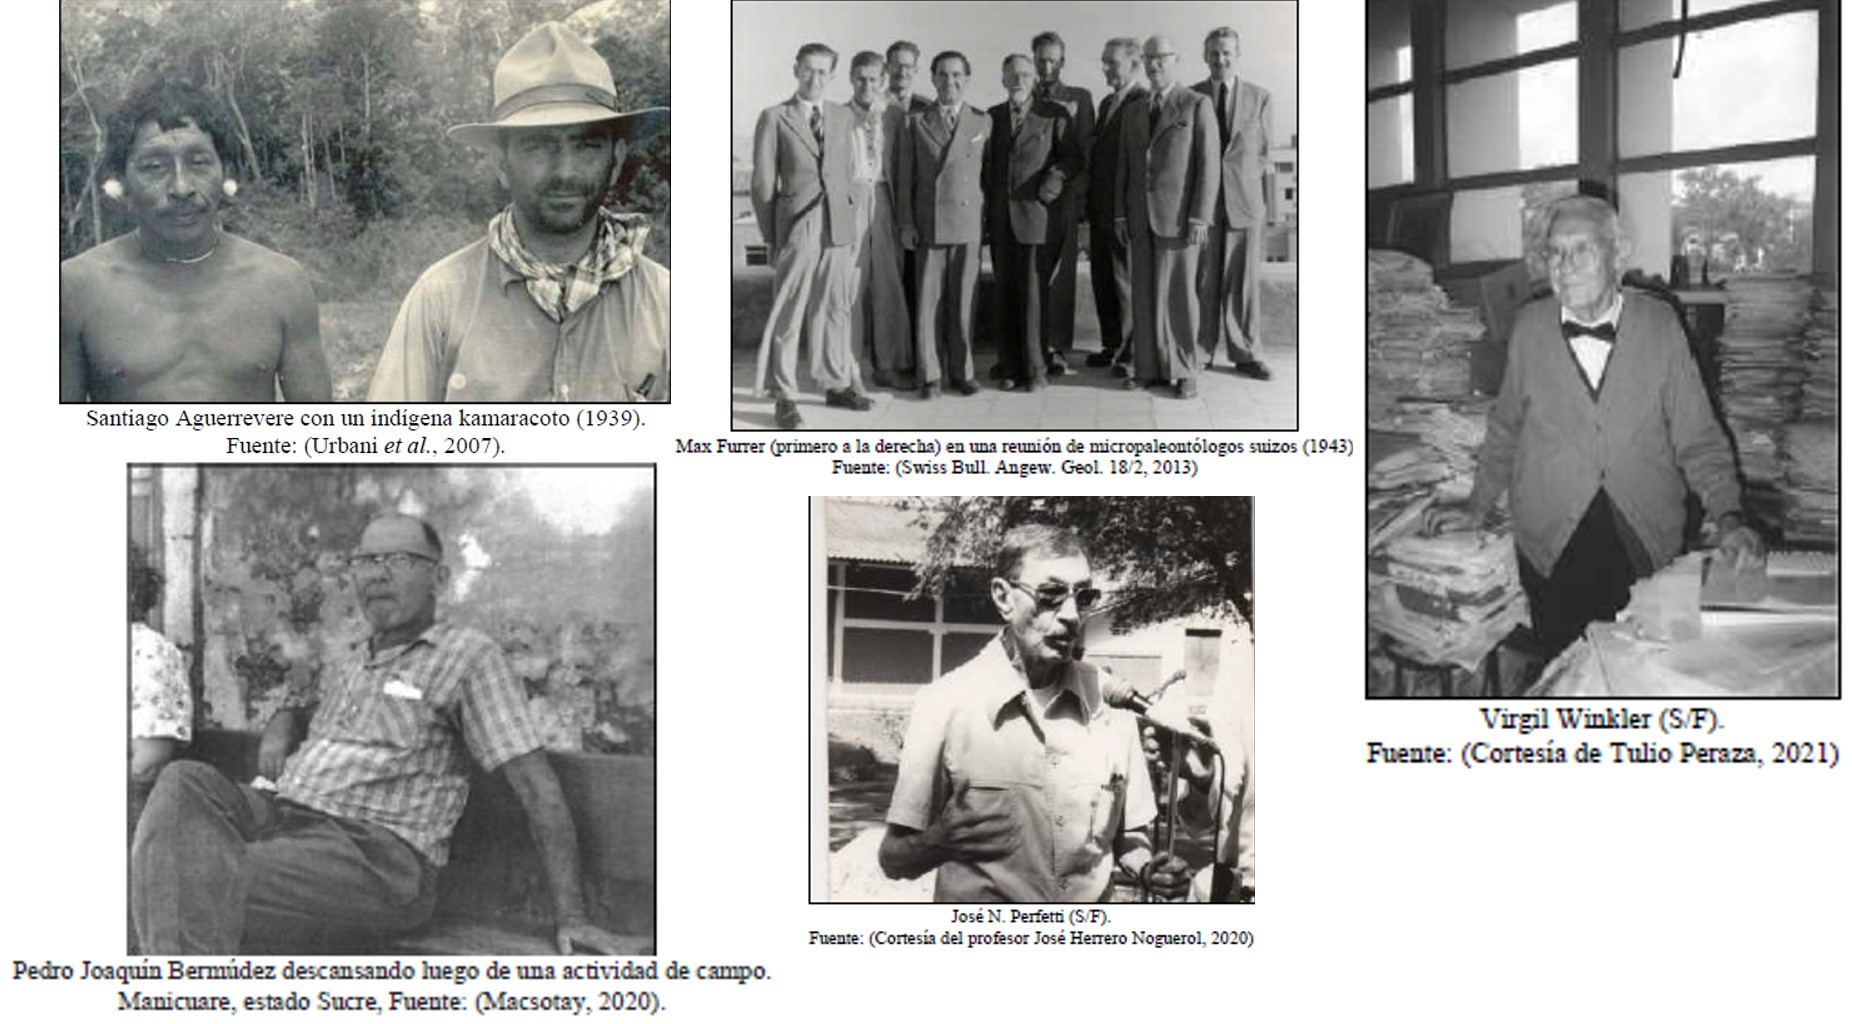 Santiago Aguerrevere con un indígena kamaracoto (1939).
Fuente: (Urbani et al., 2007).
Max Furrer (primero a la derecha) en una reunión de micropaleontólogos suizos (1943)
Fuente: (Swiss Bull. Angew. Geol. 18/2, 2013)
Virgil Winkler (S/F).
Fuente: (Cortesía de Tulio Peraza, 2021)
Pedro Joaquín Bermúdez descansando luego de una actividad de campo.
Manicuare, estado Sucre, Fuente: (Macsotay, 2020).
José N. Perfetti (S/F).
Fuente: (Cortesía del profesor José Herrero Noguerol, 2020)